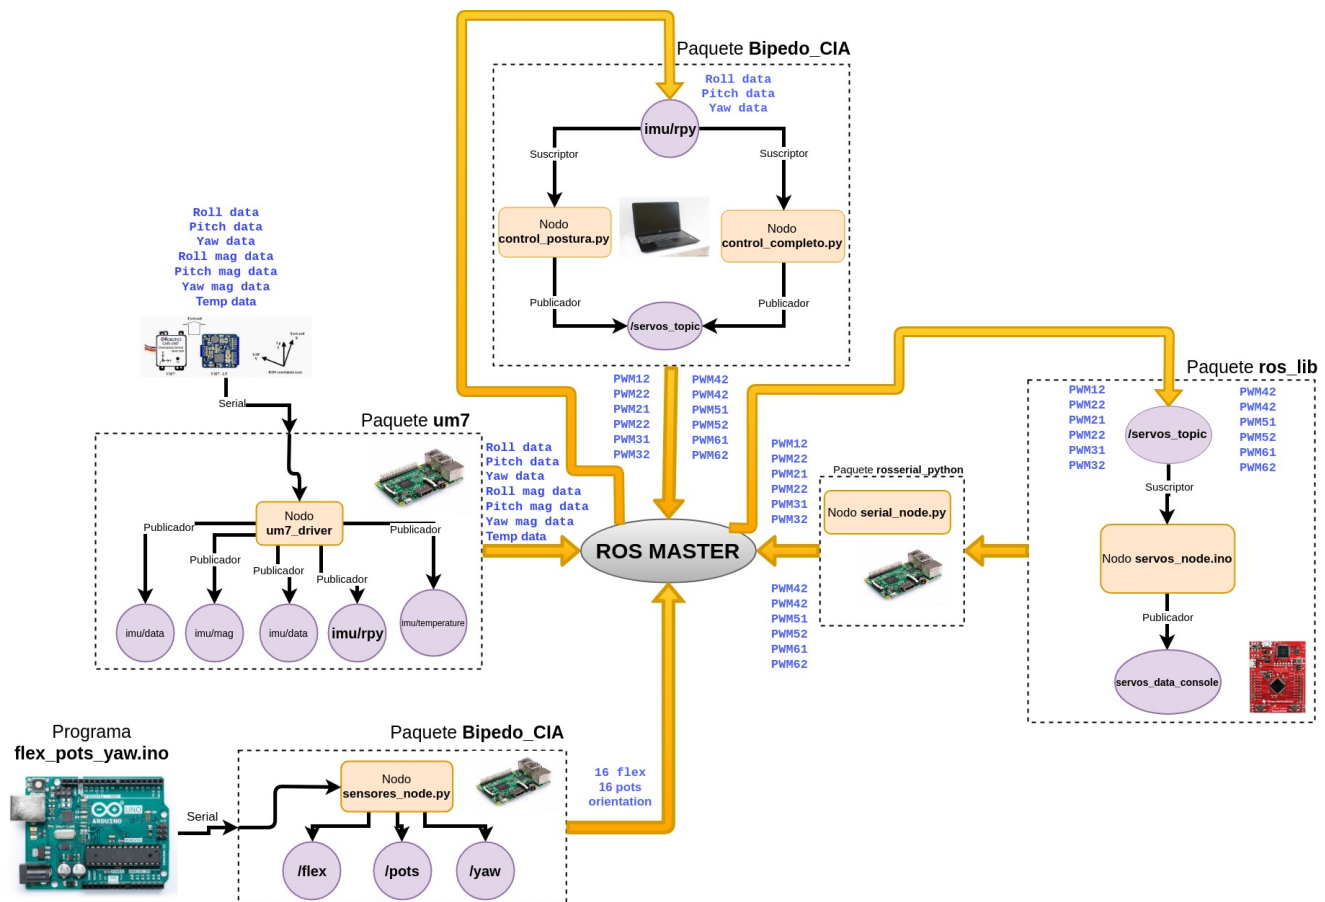 Paquete Bipedo_CIA
Roll data
Pitch data
Yaw data
imu/rpy
Suscriptor
Suscriptor
Nodo
control_postura.py
Nodo
control_completo.py
Publicador
Publicador
/servos_topic
Roll data
Pitch data
Yaw data
Roll mag data
Pitch mag data
Yaw mag data
Temp data
Serial
Paquete um7
Nodo
um7_driver
Publicador
Publicador
Publicador
Publicador
Publicador
imu/data
imu/mag
imu/data
imu/rpy
imu/temperature
Roll data
Pitch data
Yaw data
Roll mag data
Pitch mag data
Yaw mag data
Temp data
PWM12
PWM22
PWM21
PWM22
PWM31
PWM32
PWM42
PWM42
PWM51
PWM52
PWM61
PWM62
ROS MASTER
PWM12
PWM22
PWM21
PWM22
PWM31
PWM32
PWM42
PWM42
PWM51
PWM52
PWM61
PWM62
Paquete rosserial_python
Nodo serial_node.py
Paquete ros_lib
PWM12
PWM22
PWM21
PWM22
PWM31
PWM32
PWM42
PWM42
PWM51
PWM52
PWM61
PWM62
/servos_topic
Suscriptor
Nodo servos_node.ino
Publicador
servos_data_console
Programa
flex_pots_yaw.ino
ARDUINO
UNO
Serial
Paquete Bipedo_CIA
Nodo
sensores_node.py
/flex
/pots
/yaw
16 flex
16 pots
orientation